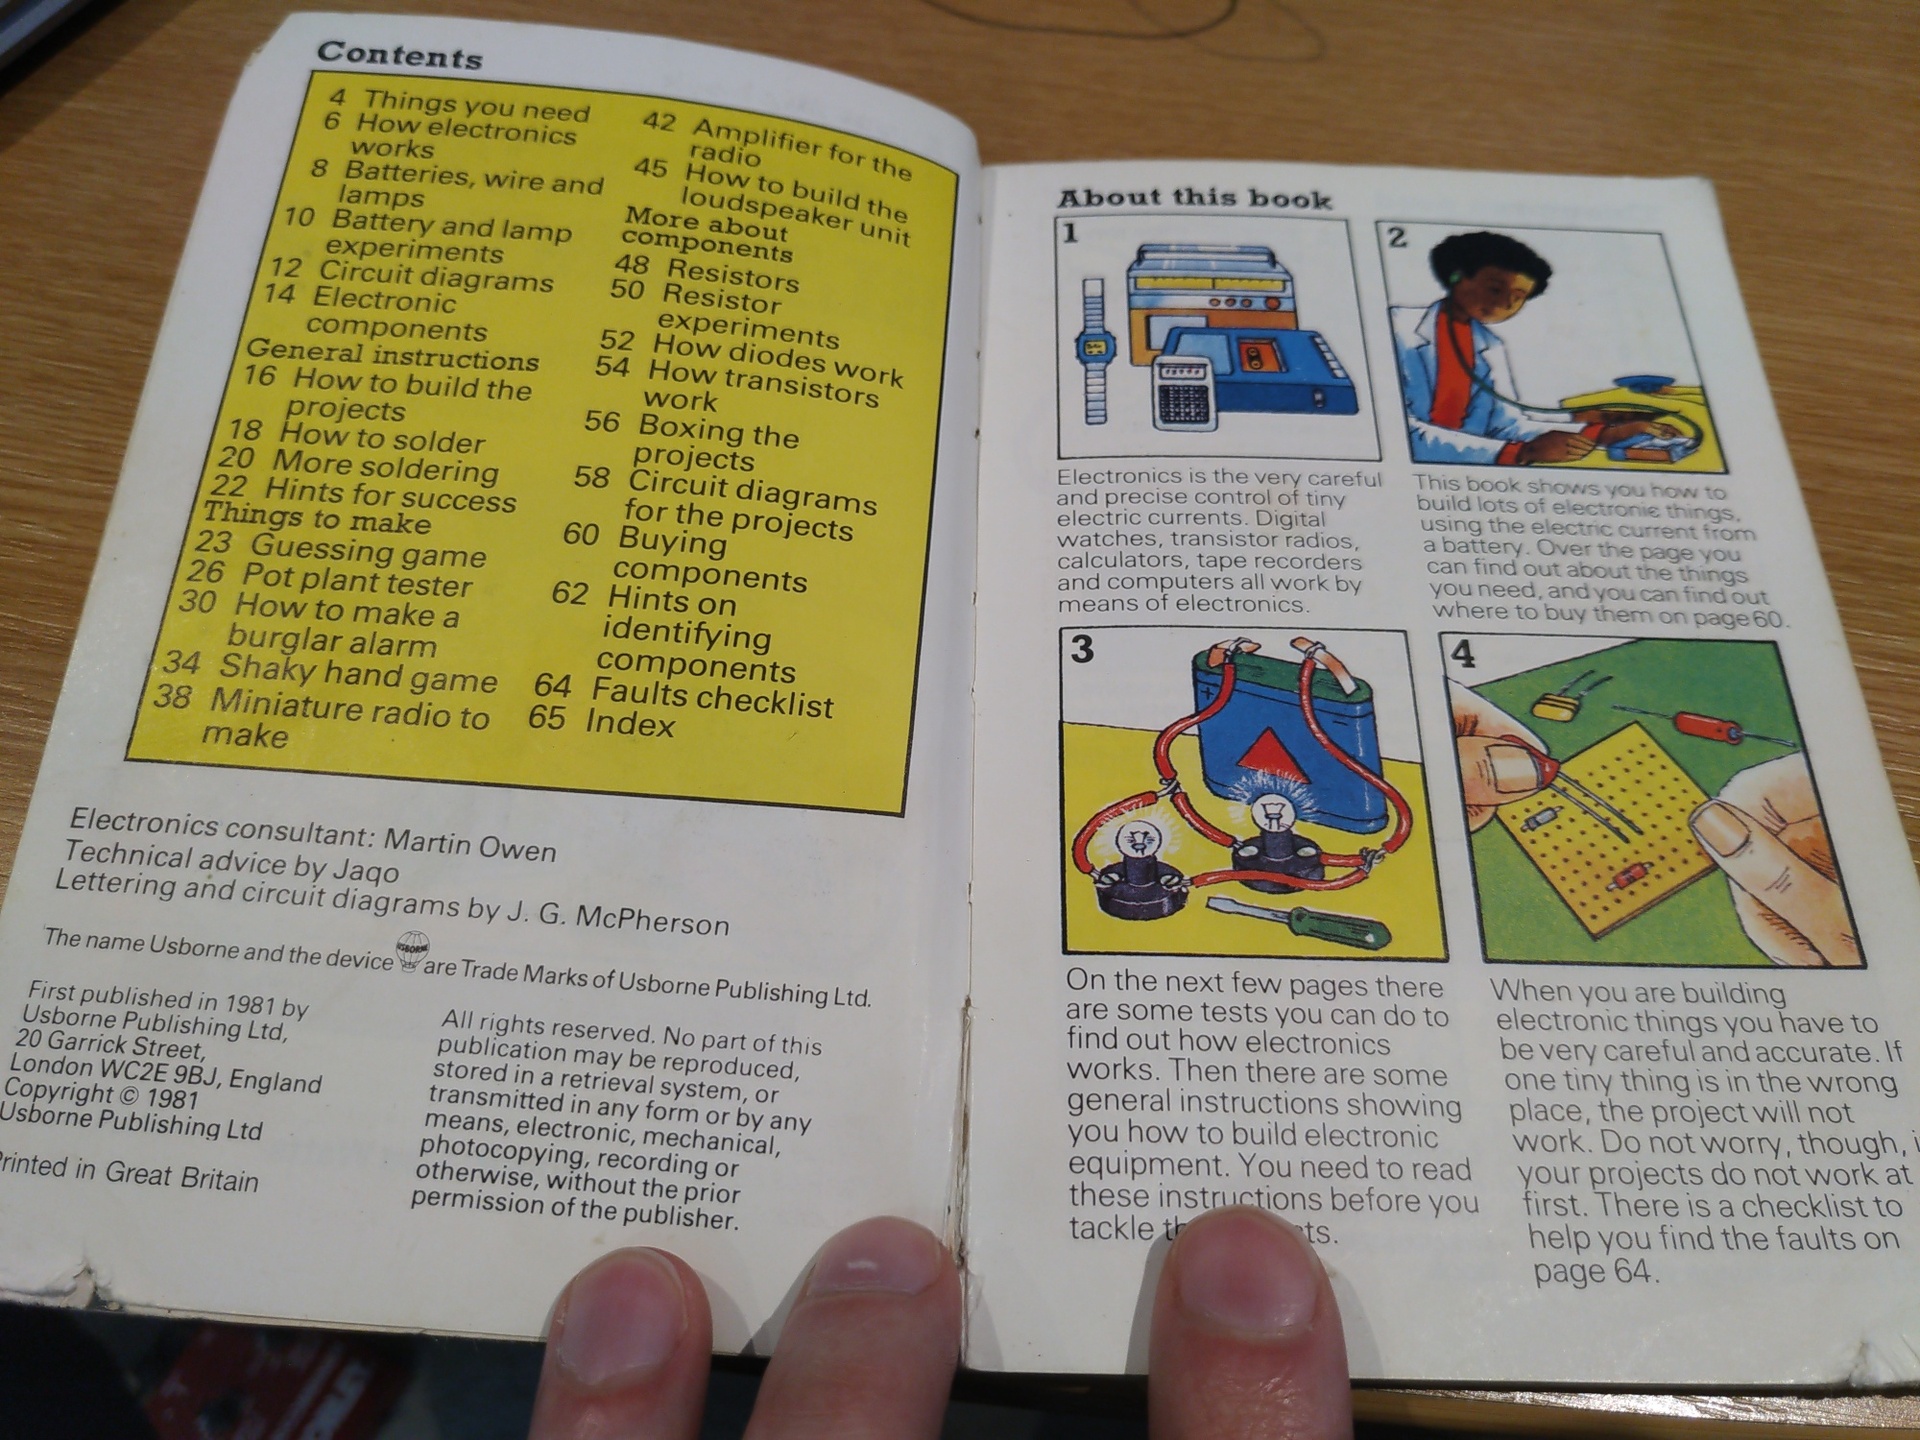 Contents
4 Things you need
6 How electronics
works
8 Batteries, wire and
lamps
10 Battery and lamp
experiments
12 Circuit diagrams
14 Electronic
components
General instructions
16 How to build the
projects
18 How to solder
20 More soldering
22 Hints for success
Things to make
23 Guessing game
26 Pot plant tester
30 How to make a
burglar alarm
34 Shaky hand game
38 Miniature radio to
make
42 Amplifier for the
radio
45 How to build the
loudspeaker unit
More about
components
48 Resistors
50 Resistor
experiments
52 How diodes work
54 How transistors
work
56 Boxing the
projects
58 Circuit diagrams
for the projects
60 Buying
components
62 Hints on
identifying
components
64 Faults checklist
65 Index
Electronics consultant: Martin Owen
Technical advice by Jaqo
Lettering and circuit diagrams by J. G. McPherson
The name Usborne and the device USBORNE are Trade Marks of Usborne Publishing Ltd.
First published in 1981 by
Usborne Publishing Ltd,
20 Garrick Street,
London WC2E 9BJ, England
Copyright © 1981
Usborne Publishing Ltd
Printed in Great Britain
All rights reserved. No part of this
publication may be reproduced,
stored in a retrieval system, or
transmitted in any form or by any
means, electronic, mechanical,
photocopying, recording or
otherwise, without the prior
permission of the publisher.
About this book
1
Electronics is the very careful
and precise control of tiny
electric currents. Digital
watches, transistor radios,
calculators, tape recorders
and computers all work by
means of electronics.
2
This book shows you how to
build lots of electronic things,
using the electric current from
a battery. Over the page you
can find out about the things
you need, and you can find out
where to buy them on page 60.
3
+
On the next few pages there
are some tests you can do to
find out how electronics
works. Then there are some
general instructions showing
you how to build electronic
equipment. You need to read
these instructions before you
tackle
4
When you are building
electronic things you have to
be very careful and accurate. If
one tiny thing is in the wrong
place, the project will not
work. Do not worry, though,
your projects do not work at
first. There is a checklist to
help you find the faults on
page 64.